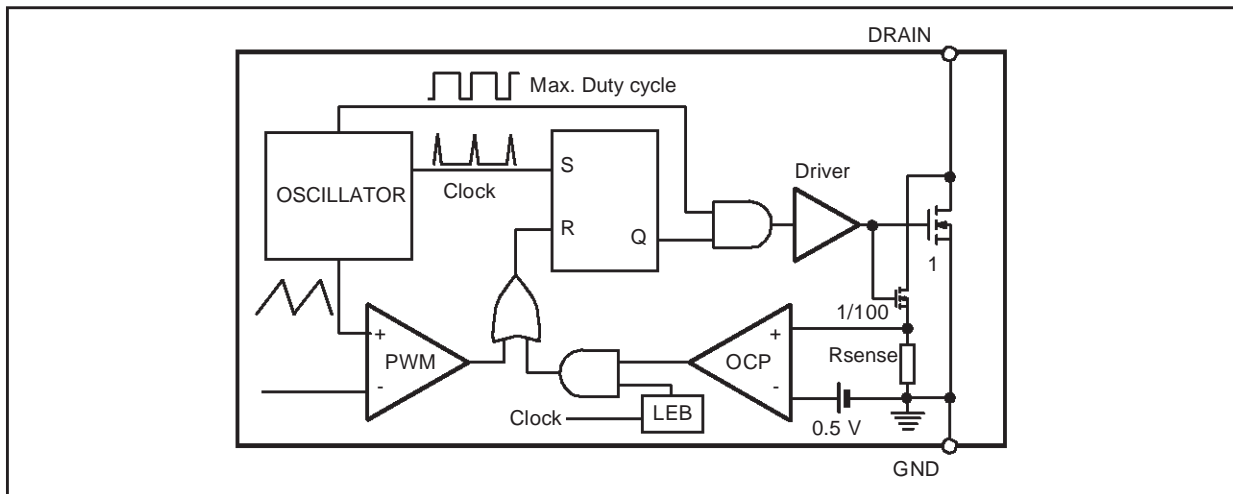 DRAIN
Max. Duty cycle
OSCILLATOR
Clock
S
R
Q
Driver
1
1/100
+
-
PWM
+
-
OCP
Rsense
Clock
LEB
0.5 V
GND